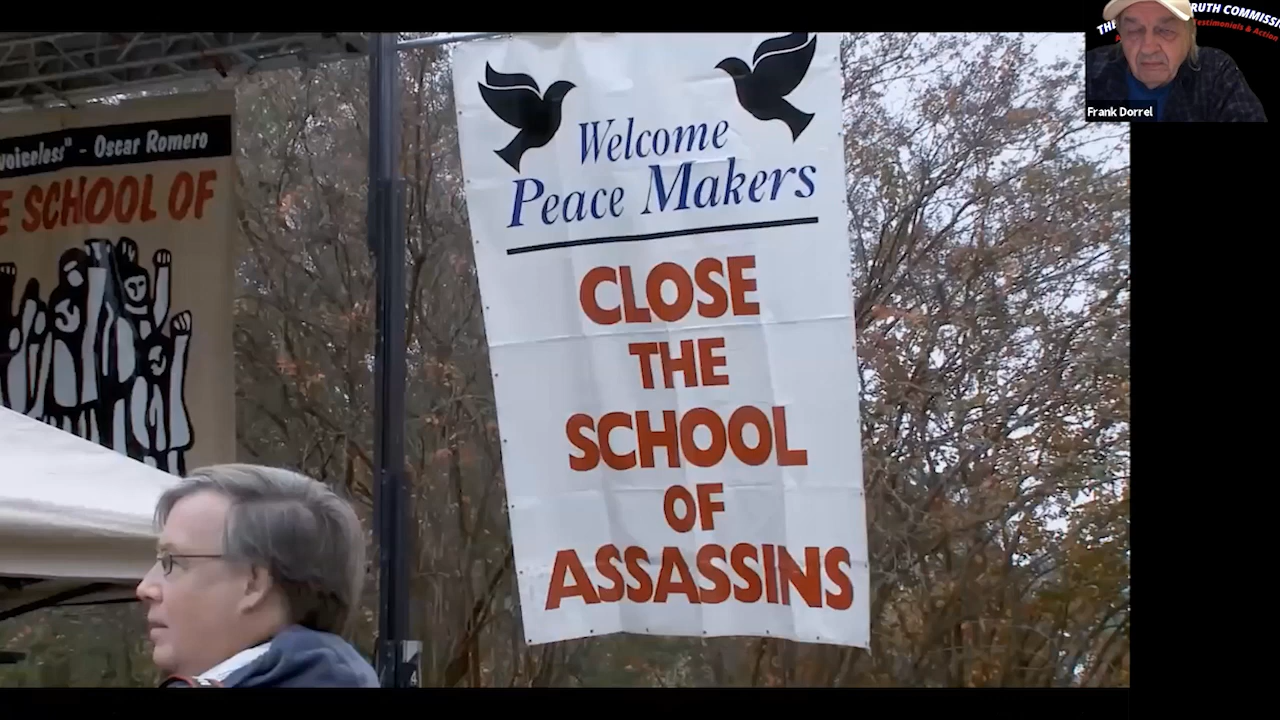 voiceless" - Oscar Romero
E SCHOOL OF
Welcome
Peace Makers
CLOSE
THE
SCHOOL
OF
ASSASSINS
RUTH COMMISSI
Testimonials & Action
Frank Dorrel
4